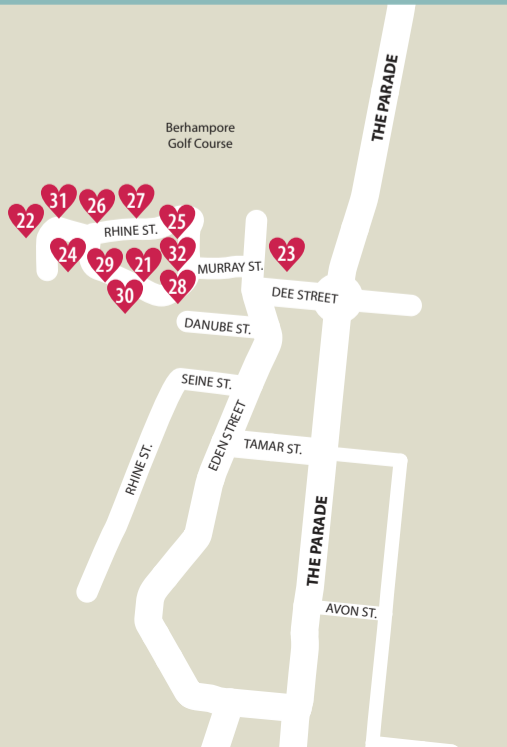 THE PARADE
Berhampore
Golf Course
31
26
27
22
25
RHINE ST.
24
29
21
32
23
MURRAY ST.
30
28
DEE STREET
DANUBE ST.
SEINE ST.
EDEN STREET
TAMAR ST.
RHINE ST.
THE PARADE
AVON ST.